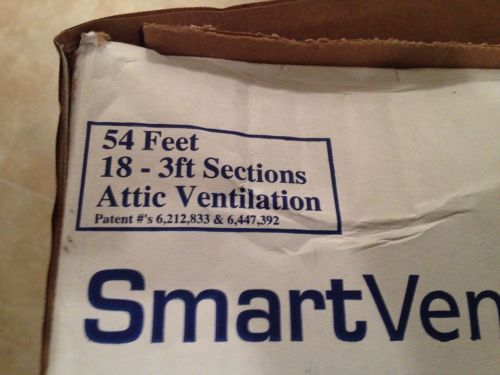 54 Feet
18 - 3ft Sections
Attic Ventilation
Patent #'s 6,212,833 & 6,447,392
SmartVen